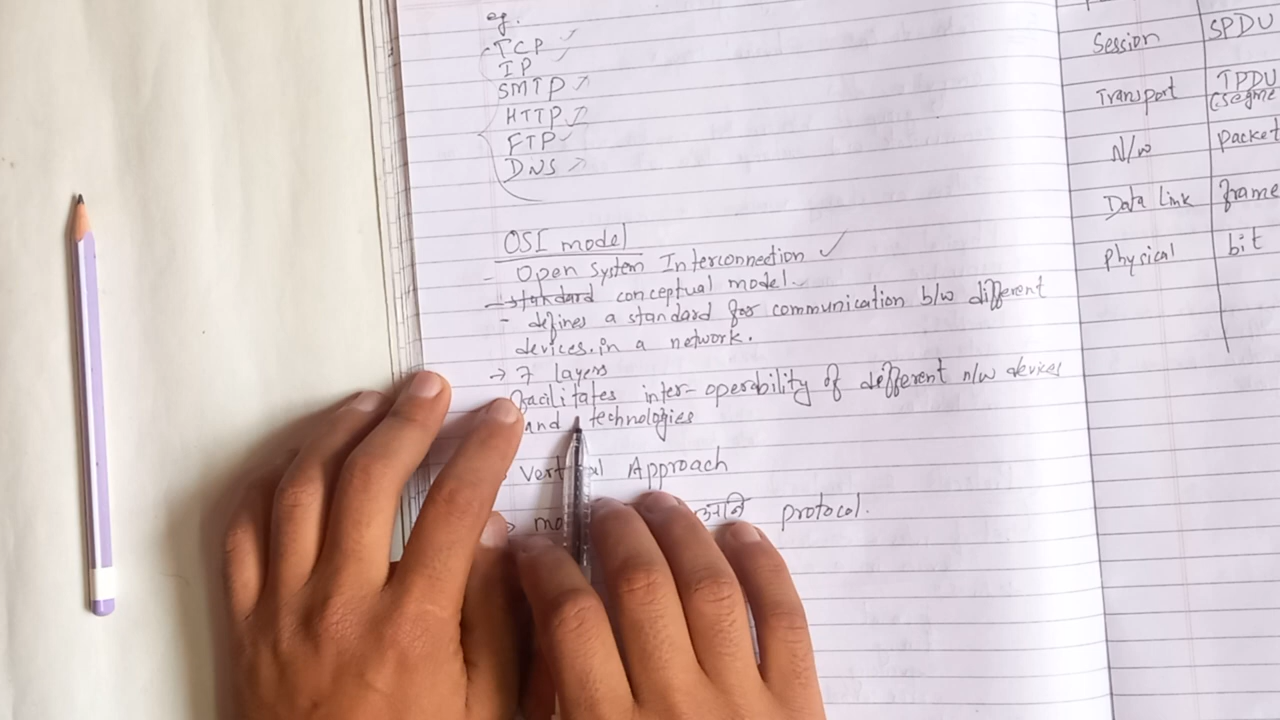 eg.
TCP
IP
SMTP
HTTP
FTP
DNS
OSI model
- Open System Interconnection ✓
- standard conceptual model.
- defines a standard for communication b/w different
devices in a network.
→ 7 layers
facilitates inter-operability of different n/w devices
and technologies
Approach
protocol.
Session SPDU
Transport TPDU
N/w Packet
Data Link frame
Physical bit